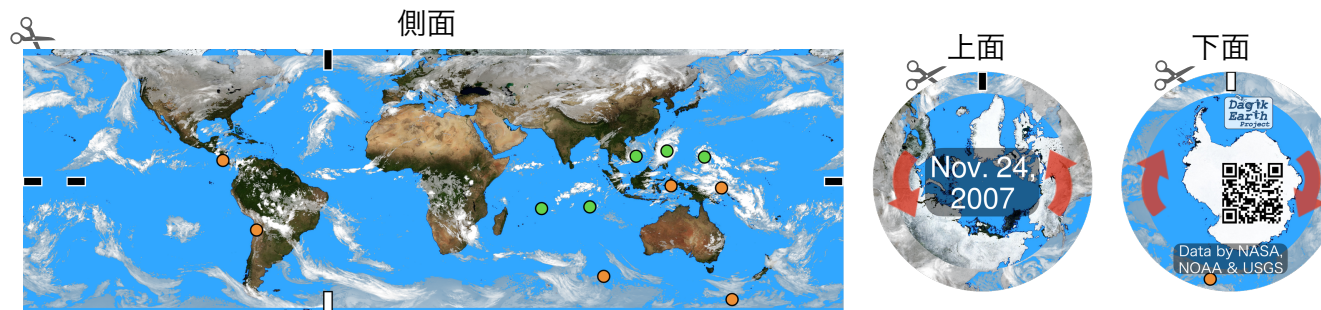 側面
上面
Nov. 24,
2007
下面
Dagik
Earth
Project
Data by NASA,
NOAA & USGS